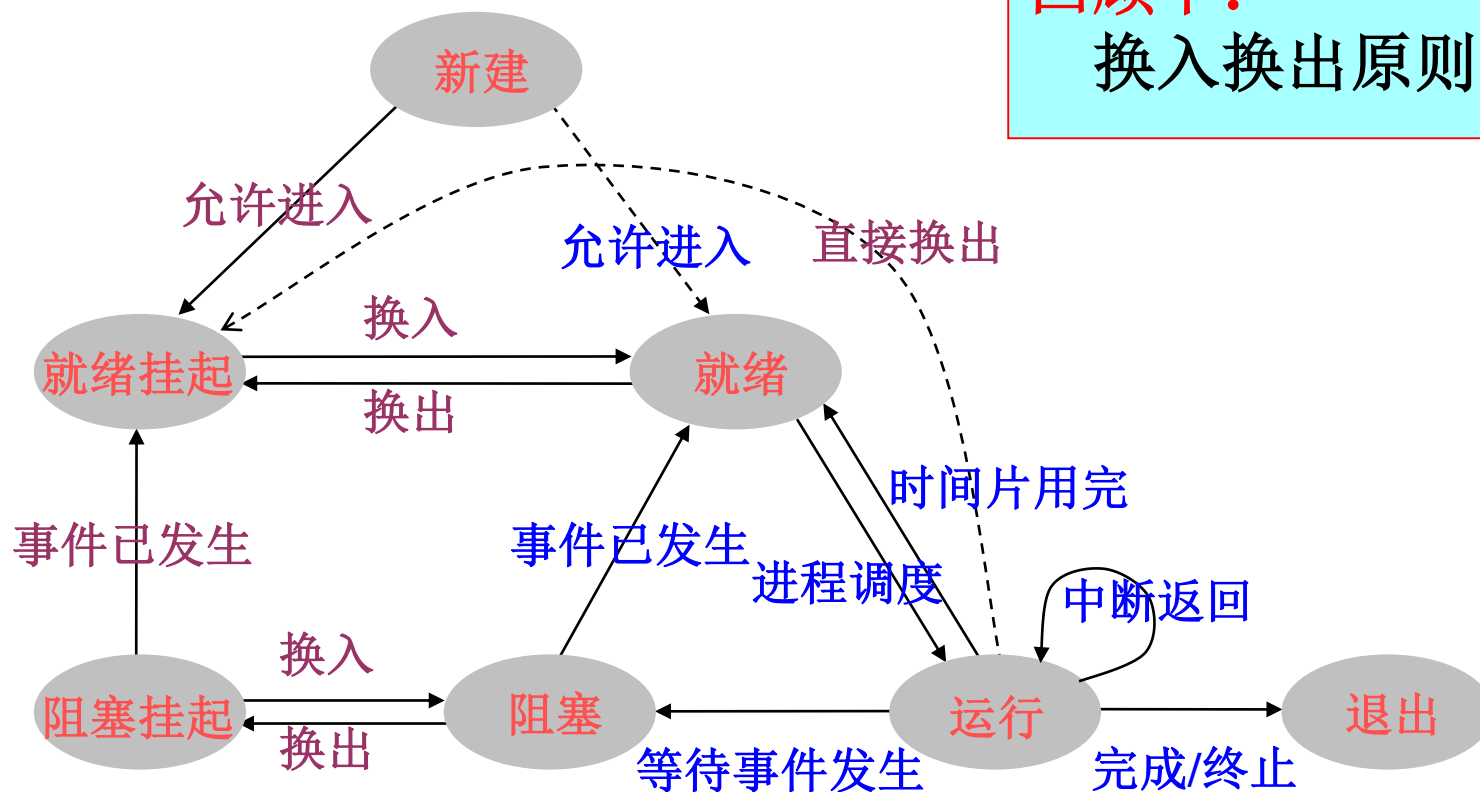 换入换出原则
新建
允许进入
允许进入
直接换出
换入
就绪挂起
就绪
换出
时间片用完
事件已发生
事件已发生
进程调度
中断返回
换入
阻塞挂起
阻塞
运行
退出
换出
等待事件发生
完成/终止